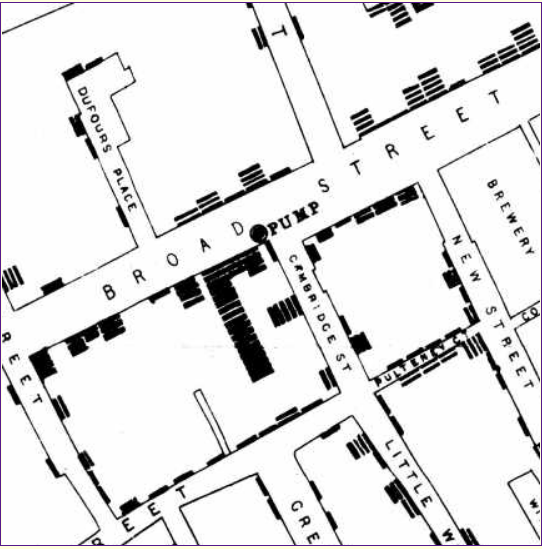 T
DUFOURS PLACE
BROAD STREET
PUMP
BREWERY
CAMBRIDGE ST
NEW STREET
CO
REET
PULTENEY C
LITTLE W
REET
GRE
W